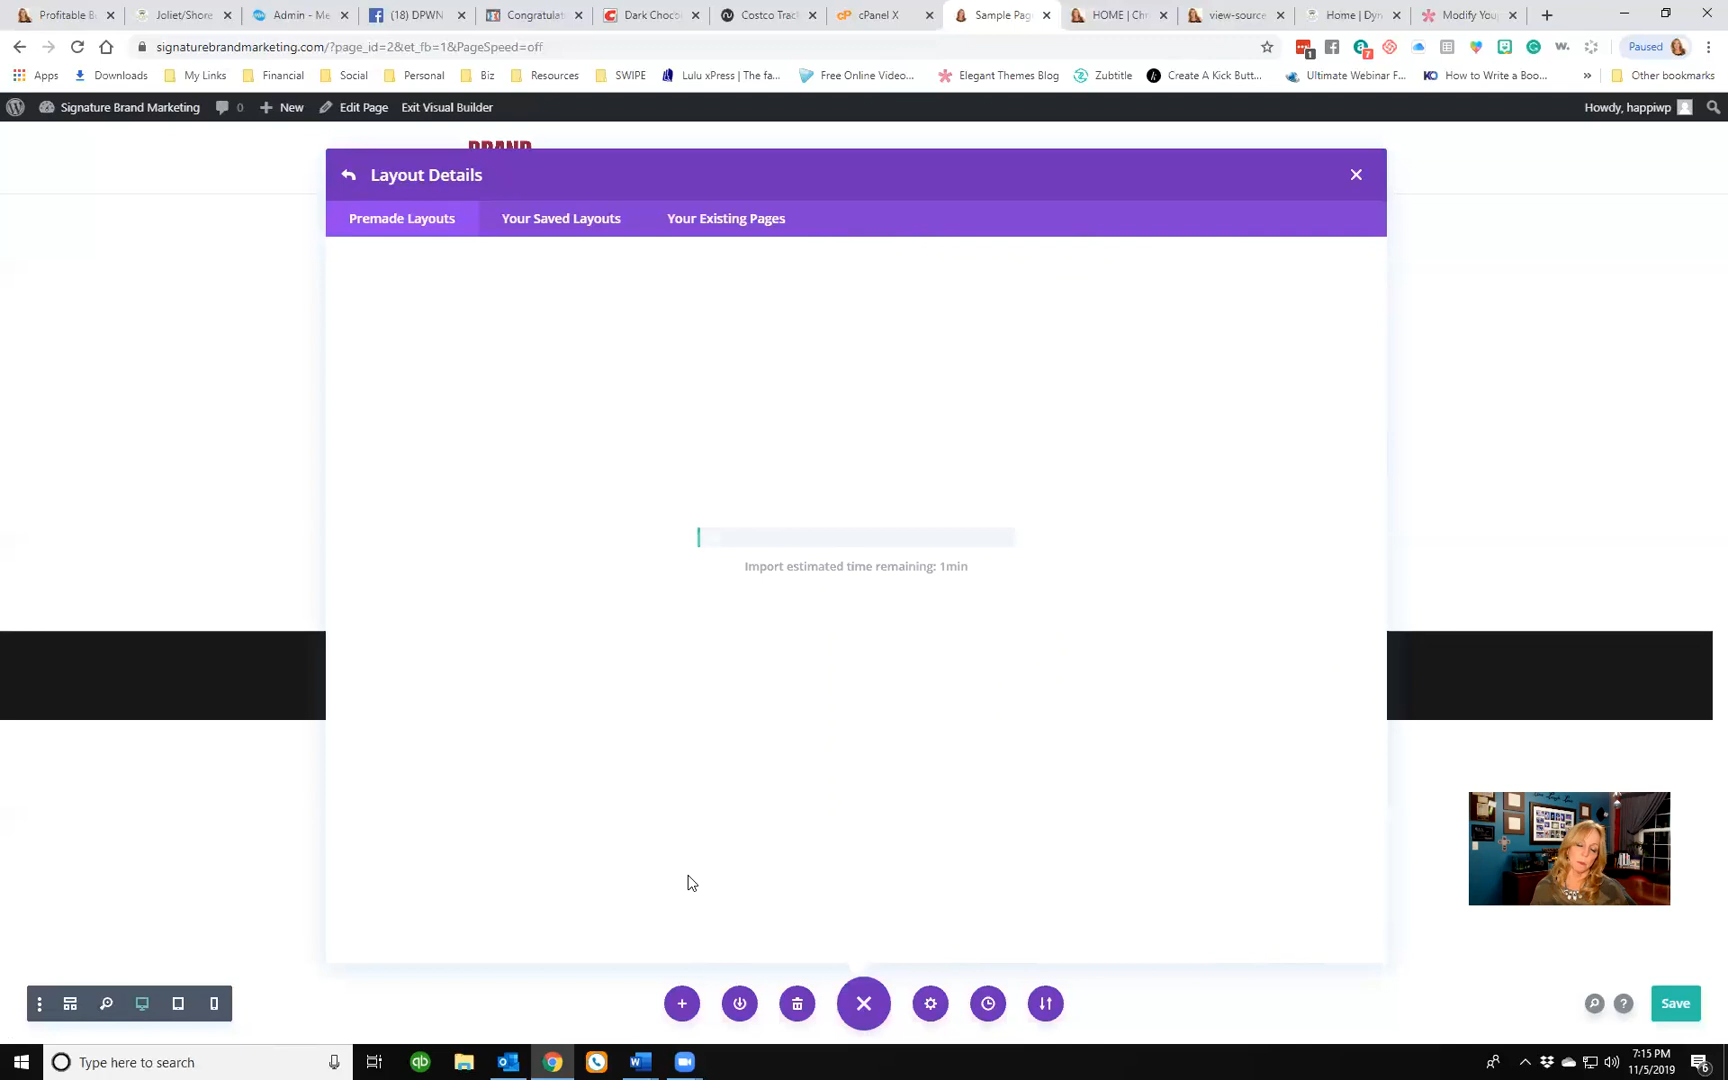 Profitable B
Joliet/Shore
Admin - Me
(18) DPWN
Congratulat
Dark Choc
Costco Trac
cPanel X
Sample Pag
HOME | Chr
view-source
Home | Dyn
Modify You
signaturebrandmarketing.com/?page_id=2&et_fb=1&PageSpeed=off
Paused
Apps
Downloads
My Links
Financial
Social
Personal
Biz
Resources
SWIPE
Lulu xPress | The fa...
Free Online Video...
Elegant Themes Blog
Zubtitle
Create A Kick Butt...
Ultimate Webinar F...
How to Write a Boo...
»
Other bookmarks
Signature Brand Marketing
0
New
Edit Page
Exit Visual Builder
Howdy, happiwp
BRAND
Layout Details
Premade Layouts
Your Saved Layouts
Your Existing Pages
Import estimated time remaining: 1min
Save
Type here to search
7:15 PM
11/5/2019
6